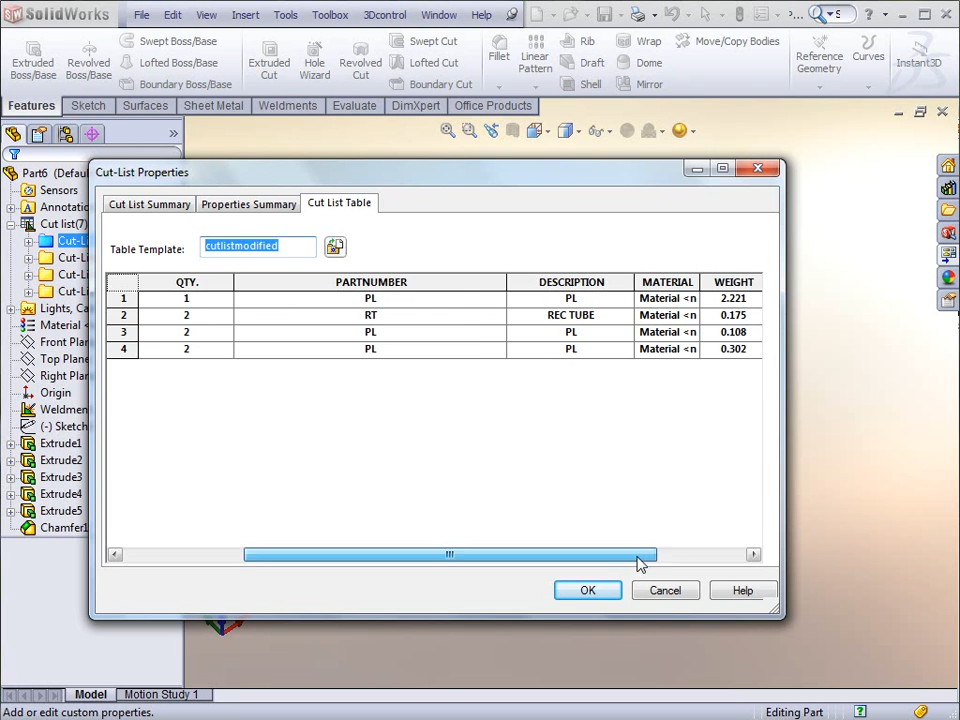 SolidWorks File Edit View Insert Tools Toolbox 3Dcontrol Window Help ... S ?
Extruded Boss/Base
Revolved Boss/Base
Swept Boss/Base
Lofted Boss/Base
Boundary Boss/Base
Extruded Cut
Hole Wizard
Revolved Cut
Swept Cut
Lofted Cut
Boundary Cut
Fillet
Linear Pattern
Rib
Draft
Shell
Wrap
Dome
Mirror
Move/Copy Bodies
Reference Geometry
Curves
Instant3D
Features Sketch Surfaces Sheet Metal Weldments Evaluate DimXpert Office Products
Part6 (Defau
Sensors
Annotatio
Cut list(7)
Cut-Li
Cut-Li
Cut-Li
Cut-Li
Lights, Ca
Material <
Front Plan
Top Plane
Right Plan
Origin
Weldmen
(-) Sketch
Extrude1
Extrude2
Extrude3
Extrude4
Extrude5
Chamfer1
Cut-List Properties
Cut List Summary Properties Summary Cut List Table
Table Template: cutlistmodified
QTY. PARTNUMBER DESCRIPTION MATERIAL WEIGHT
1 1 PL PL Material <n 2.221
2 2 RT REC TUBE Material <n 0.175
3 2 PL PL Material <n 0.108
4 2 PL PL Material <n 0.302
OK Cancel Help
Model Motion Study 1
Add or edit custom properties. Editing Part ?